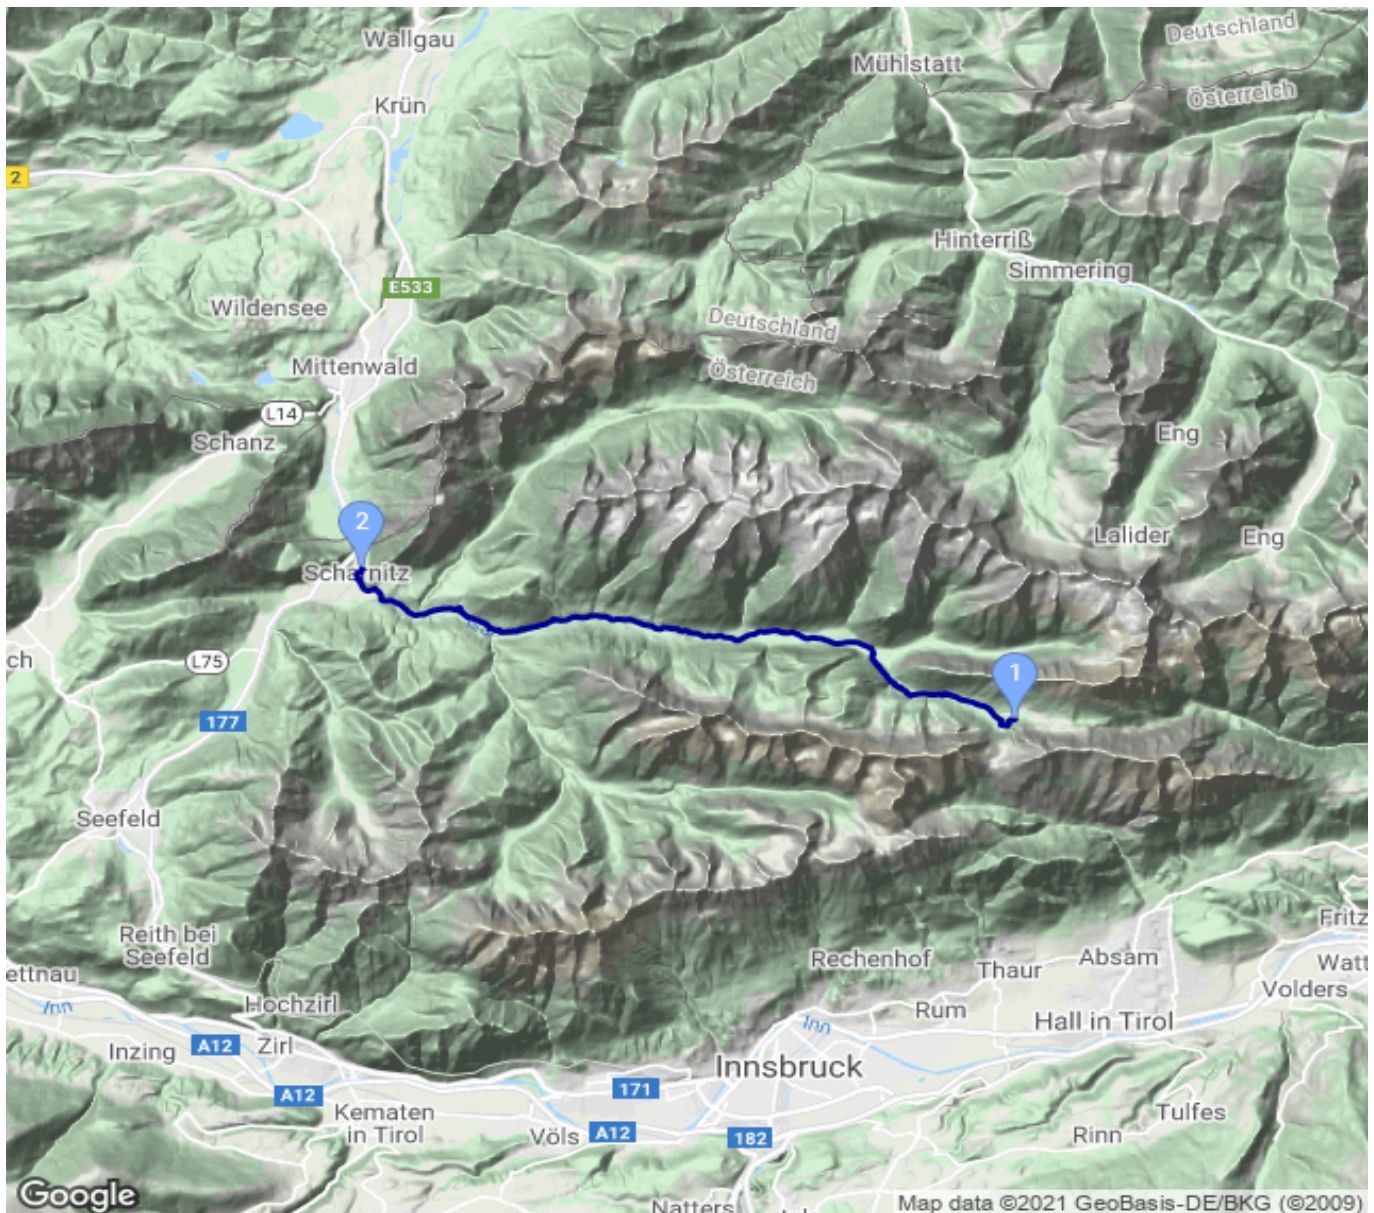 Wallgau
Deutschland
Mühlstatt
Österreich
Krün
2
Hinterriß
Simmering
E533
Wildensee
Deutschland
Österreich
Mittenwald
L14
Schanz
Eng
2
Lalider
Eng
Scharnitz
ch
L75
1
177
Seefeld
Reith bei
Seefeld
Fritz
Rechenhof
Thaur
Absam
Watt
ettnau
Inn
Hochzirl
Volders
Rum
Inn
Hall in Tirol
Inzing
A12
Zirl
Innsbruck
A12
171
Kematen
in Tirol
Tulfes
Völs
A12
182
Rinn
Google
Natters
Map data ©2021 GeoBasis-DE/BKG (©2009)